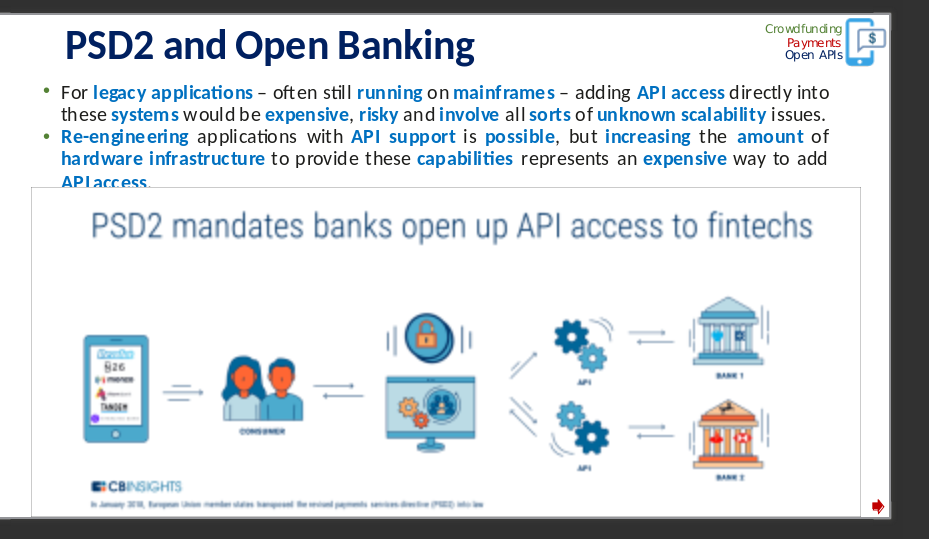 PSD2 and Open Banking
Crowdfunding
Payments
Open APIs
$
• For legacy applications – often still running on mainframes – adding API access directly into
these systems would be expensive, risky and involve all sorts of unknown scalability issues.
• Re-engineering applications with API support is possible, but increasing the amount of
hardware infrastructure to provide these capabilities represents an expensive way to add
API access.
PSD2 mandates banks open up API access to fintechs
N26
monzo
TANDEM
CONSUMER
API
BANK 1
API
BANK 2
CBINSIGHTS
In January 2018, European Union member states transposed the revised payments services directive (PSD2) into law